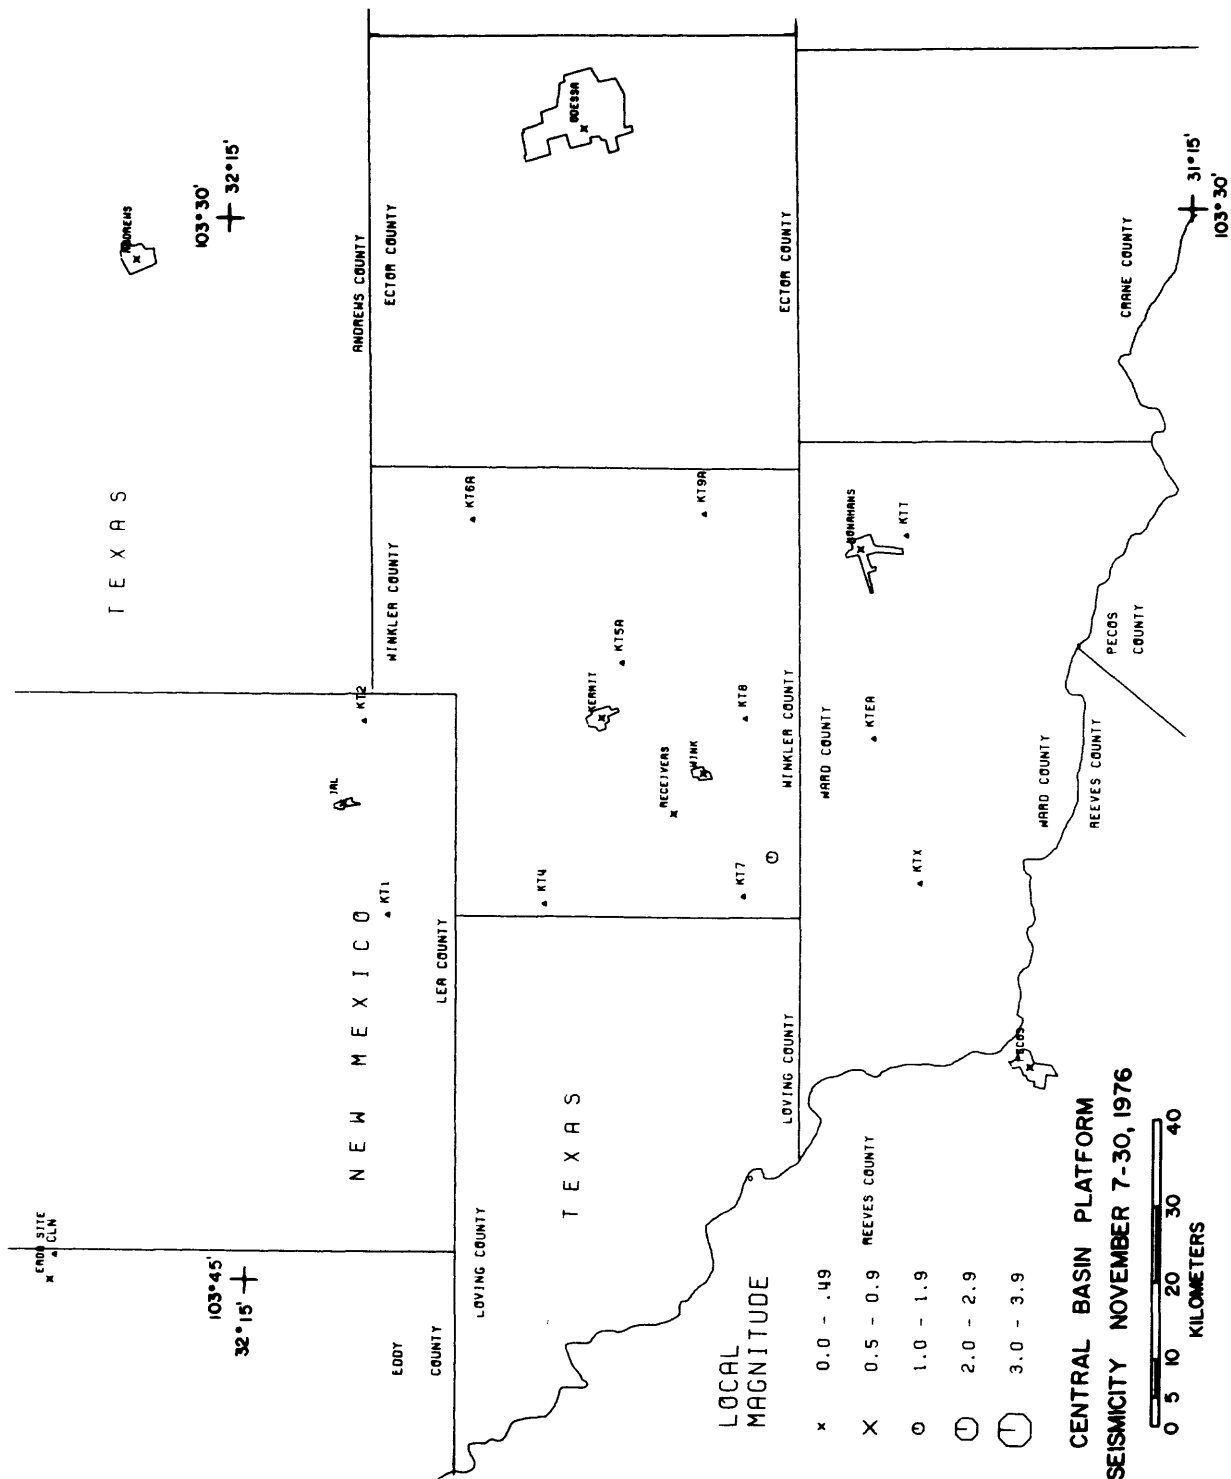 ANDREWS
103° 30'
32° 15'
TEXAS
ODESSA
ANDREWS COUNTY
ECTOR COUNTY
ECTOR COUNTY
CRANE COUNTY
31° 15'
103° 30'
KT6A
KT9A
MONAHANS
KTT
WINKLER COUNTY
KT2
KT5A
KERMIT
KT8
WINK
RECEIVERS
WINKLER COUNTY
WARD COUNTY
KTEA
PECOS
COUNTY
JAL
KT1
KT4
KT7
KTX
WARD COUNTY
REEVES COUNTY
NEW MEXICO
LEA COUNTY
LOVING COUNTY
PECOS
TEXAS
ERDA SITE
CLN
103° 45'
32° 15'
LOVING COUNTY
EDDY
COUNTY
REEVES COUNTY
LOCAL
MAGNITUDE
0.0 - .49
0.5 - 0.9
1.0 - 1.9
2.0 - 2.9
3.0 - 3.9
CENTRAL BASIN PLATFORM
SEISMICITY NOVEMBER 7-30, 1976
0 5 10 20 30 40
KILOMETERS